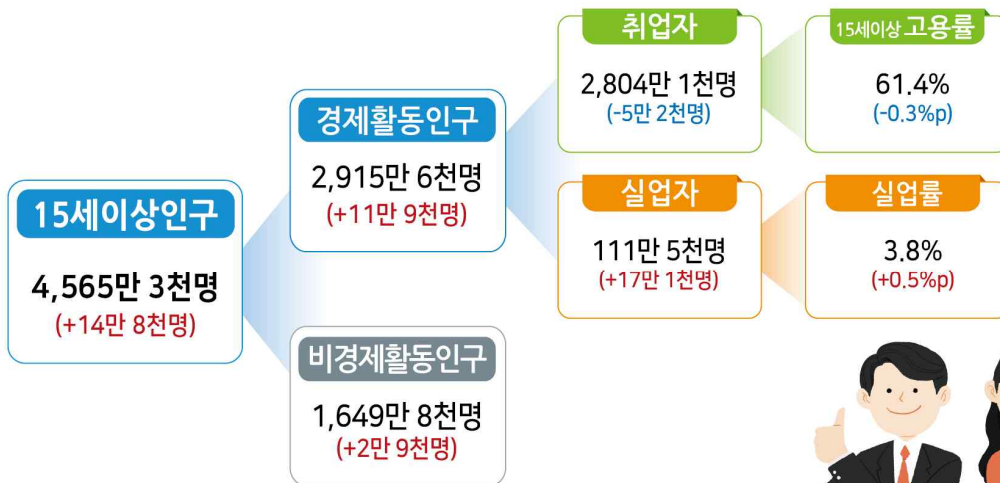 15세이상인구
4,565만 3천명
(+14만 8천명)
경제활동인구
2,915만 6천명
(+11만 9천명)
비경제활동인구
1,649만 8천명
(+2만 9천명)
취업자
2,804만 1천명
(-5만 2천명)
15세이상 고용률
61.4%
(-0.3%p)
실업자
111만 5천명
(+17만 1천명)
실업률
3.8%
(+0.5%p)